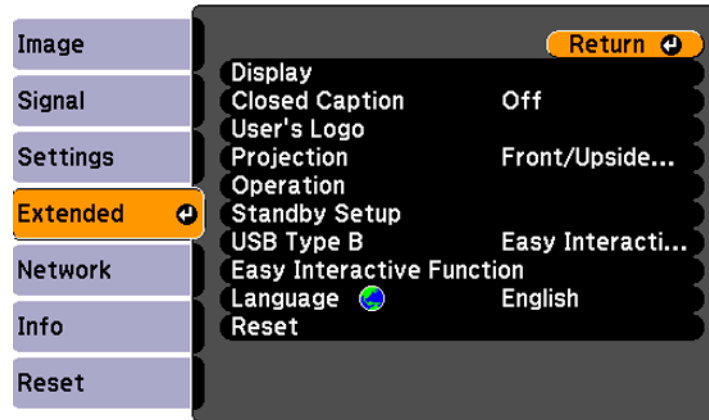 Image
Signal
Settings
Extended
Network
Info
Reset
Return
Display
Closed Caption Off
User's Logo
Projection Front/Upside...
Operation
Standby Setup
USB Type B Easy Interacti...
Easy Interactive Function
Language English
Reset